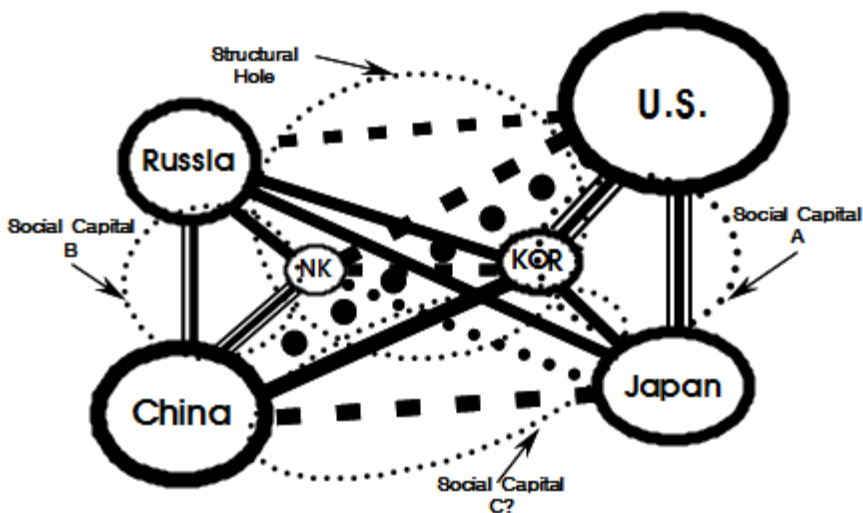 Structural
Hole
U.S.
Russia
Social Capital
B
Social Capital
A
NK
KOR
China
Japan
Social Capital
C?